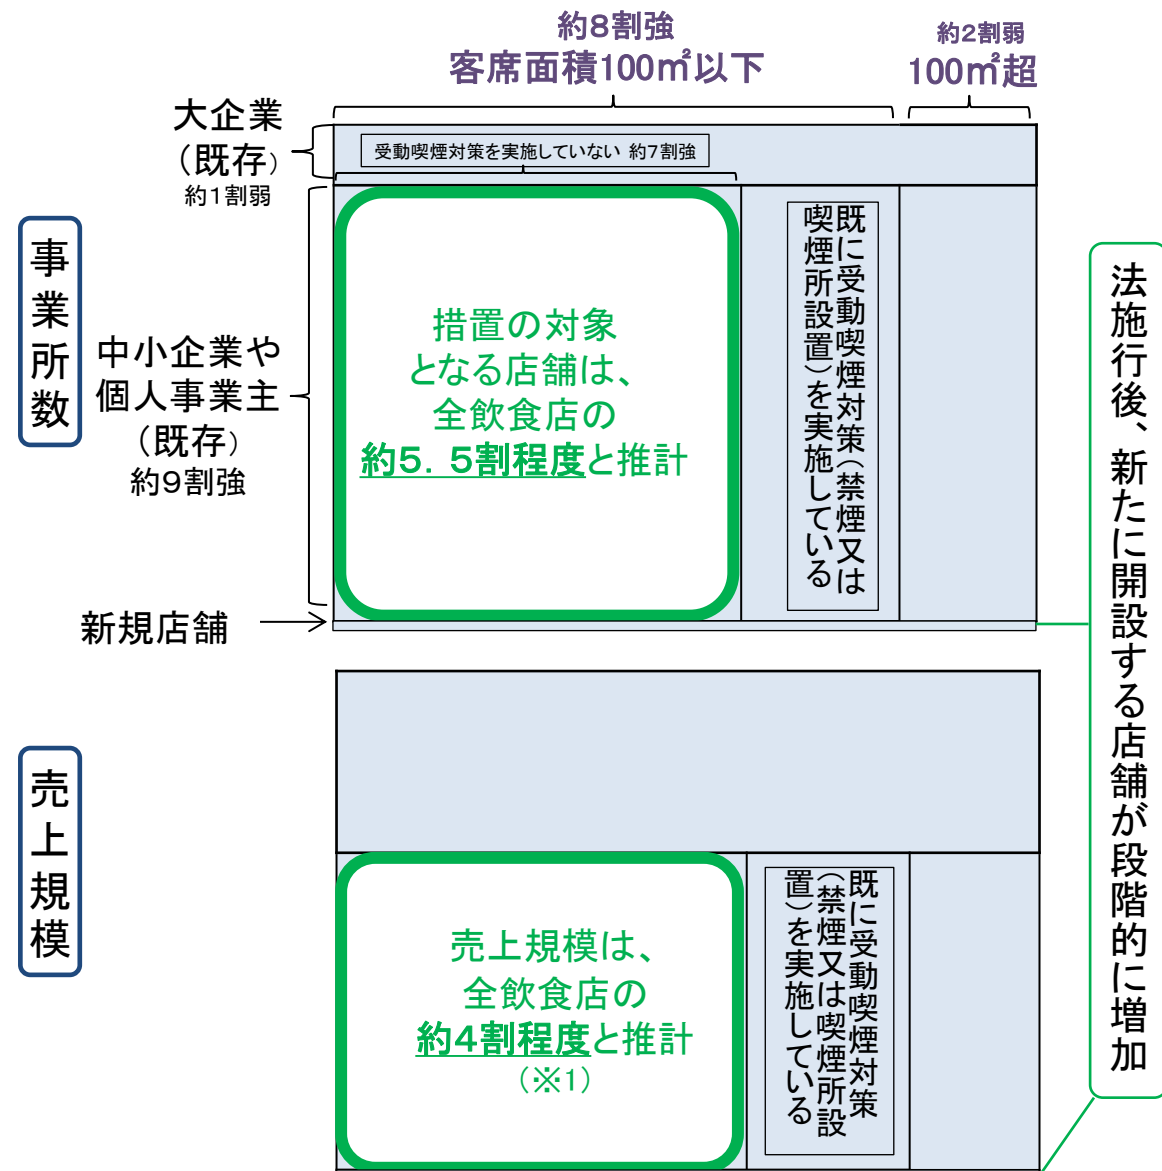 約8割強
客席面積100㎡以下
約2割弱
100㎡超
大企業
（既存）
約1割弱
受動喫煙対策を実施していない 約7割強
事業所数
中小企業や
個人事業主
（既存）
約9割強
新規店舗
措置の対象
となる店舗は、
全飲食店の
約5．5割程度と推計
既に受動喫煙対策（禁煙又は
喫煙所設置）を実施している
法施行後、新たに開設する店舗が段階的に増加
売上規模
売上規模は、
全飲食店の
約4割程度と推計
（※1）
既に受動喫煙対策
（禁煙又は喫煙所設
置）を実施している